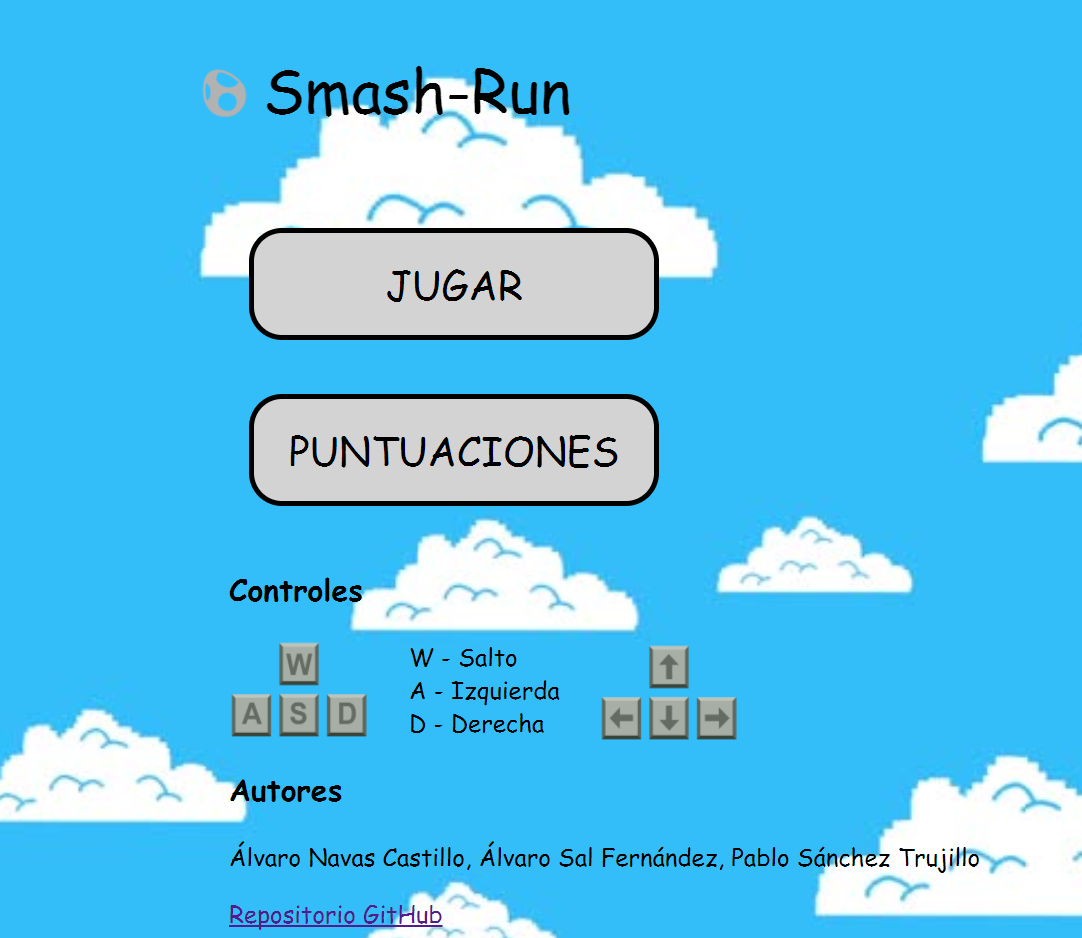 Smash-Run
JUGAR
PUNTUACIONES
Controles
W
A S D
W - Salto
A - Izquierda
D - Derecha
Autores
Álvaro Navas Castillo, Álvaro Sal Fernández, Pablo Sánchez Trujillo
Repositorio GitHub